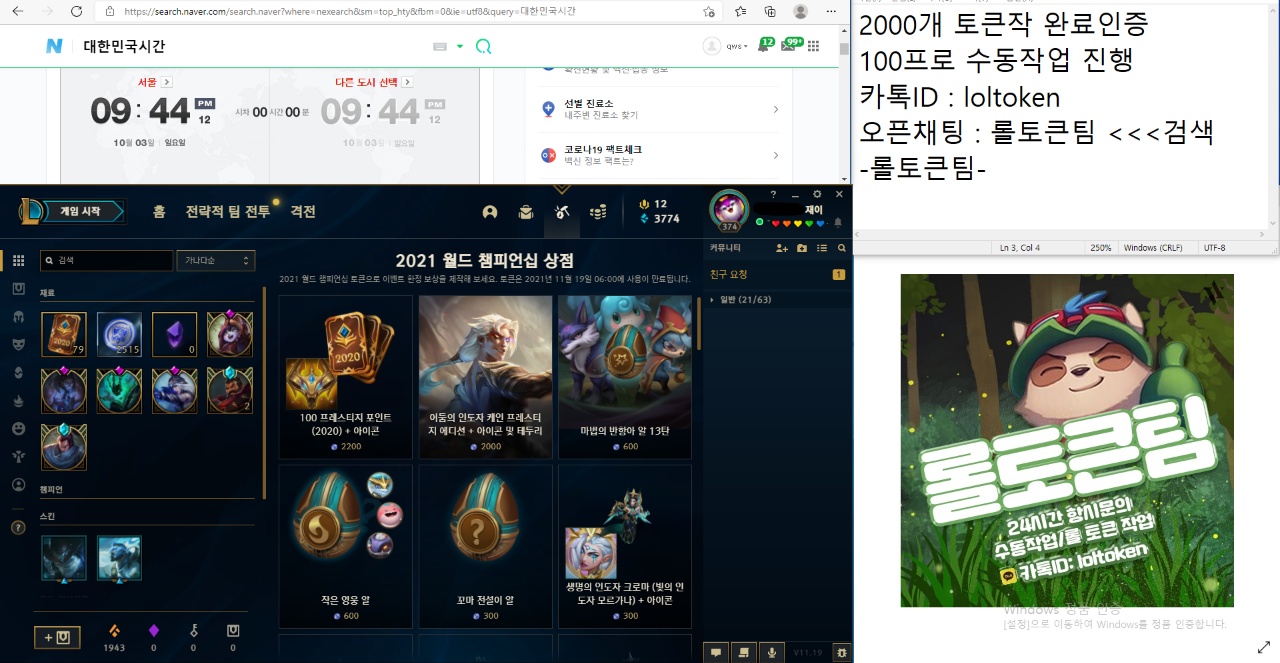 https://search.naver.com/search.naver?where=nexearch&sm=top_hty&fbm=0&ie=utf8&query=대한민국시간
N 대한민국시간
qws
12
99+
서울
다른 도시 선택
09:44 PM 12
시차 00 시간 00 분
09:44 PM 12
10월 03일 일요일
10월 03일 일요일
확진현황 및 백신접종 정보
선별 진료소
내주변 진료소 찾기
코로나19 팩트체크
백신 정보 팩트는?
2000개 토큰작 완료인증
100프로 수동작업 진행
카톡ID : loltoken
오픈채팅 : 롤토큰팀 <<<검색
-롤토큰팀-
Ln 3, Col 4
250%
Windows (CRLF)
UTF-8
게임 시작
홈
전략적 팀 전투
격전
12
3774
374
재이
커뮤니티
친구 요청
1
일반 (21/63)
검색
가나다순
재료
79
2515
0
2
챔피언
스킨
1943
0
0
0
2021 월드 챔피언십 상점
2021 월드 챔피언십 토큰으로 이벤트 한정 보상을 제작해 보세요. 토큰은 2021년 11월 19일 06:00에 사용이 만료됩니다.
2020
100 프레스티지 포인트
(2020) + 아이콘
2200
어둠의 인도자 케인 프레스티
지 에디션 + 아이콘 및 테두리
2000
마법의 반항아 알 13탄
600
작은 영웅 알
600
꼬마 전설이 알
300
생명의 인도자 크로마 (빛의 인
도자 모르가나) + 아이콘
300
V11.19
롤토큰팀
24시간 항시문의
수동작업/롤 토큰 작업
카톡ID: loltoken
Windows 정품 인증
[설정]으로 이동하여 Windows를 정품 인증합니다.